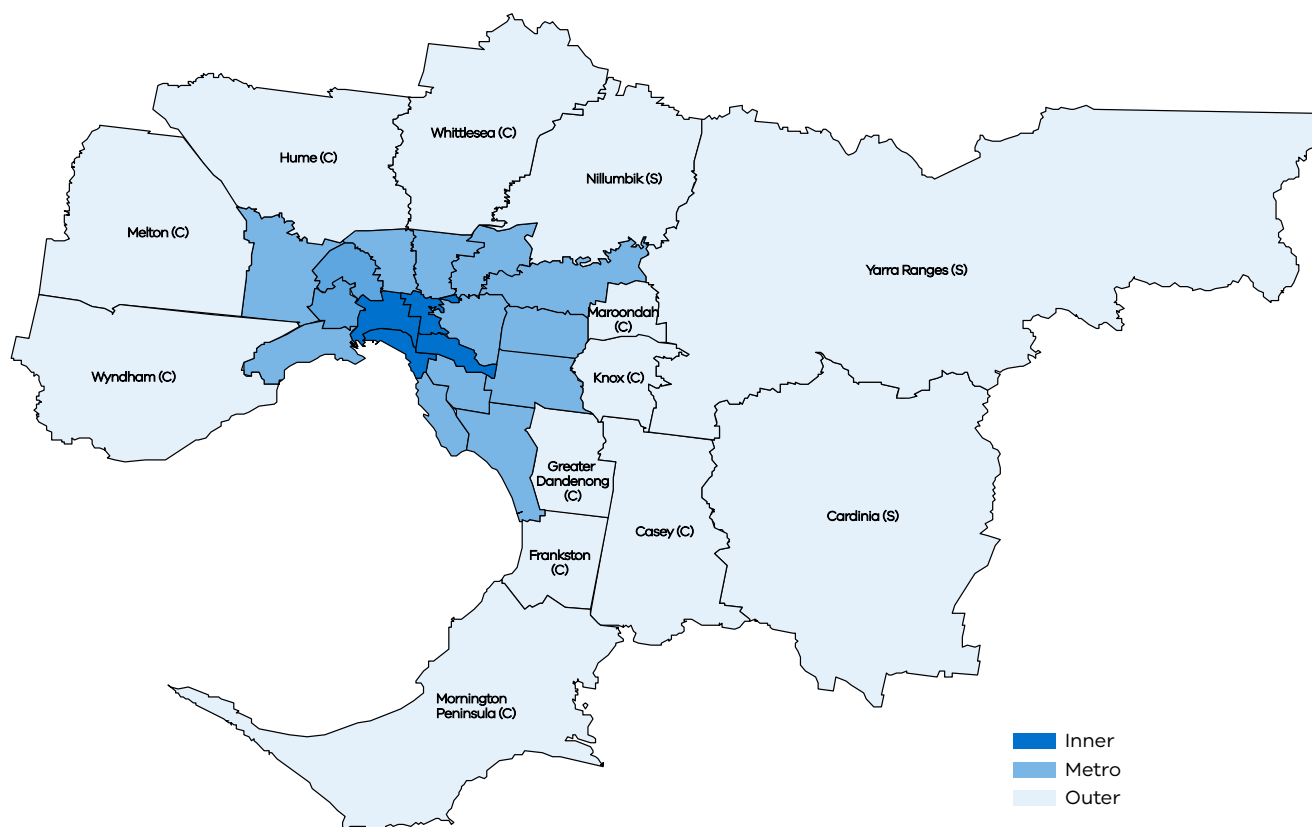 Whittlesea (C)
Hume (C)
Nillumbik (S)
Melton (C)
Yarra Ranges (S)
Maroondah
(C)
Wyndham (C)
Knox (C)
Greater
Dandenong
(C)
Cardinia (S)
Casey (C)
Frankston
(C)
Mornington
Peninsula (C)
Inner
Metro
Outer